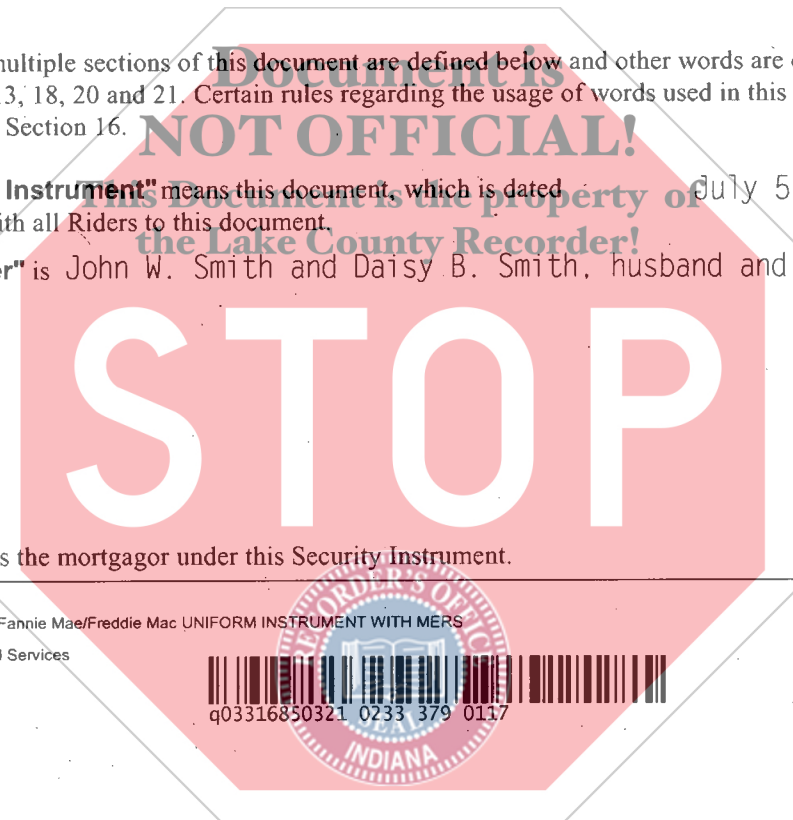 multiple sections of this document are defined below and other words are
Document is
13, 18, 20 and 21. Certain rules regarding the usage of words used in this
Section 16.
NOT OFFICIAL!
Instrument" means this document, which is dated July 5
This Document is the property of
with all Riders to this document.
the Lake County Recorder!
er" is John W. Smith and Daisy B. Smith, husband and
STOP
s the mortgagor under this Security Instrument.
Fannie Mae/Freddie Mac UNIFORM INSTRUMENT WITH MERS
Services
q03316850321 0233 379 0117
RECORDER'S OFFICE
SEAL
INDIANA